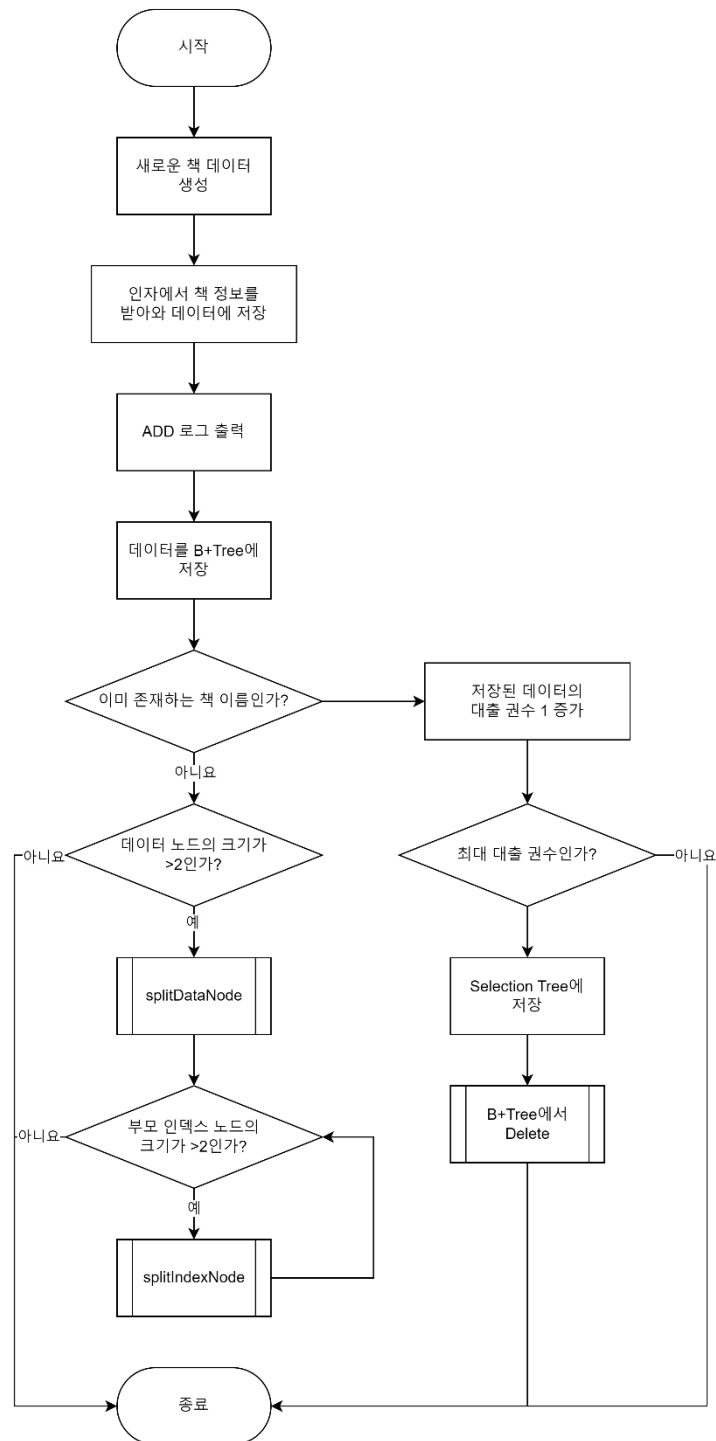 시작
새로운 책 데이터
생성
인자에서 책 정보를
받아와 데이터에 저장
ADD 로그 출력
데이터를 B+Tree에
저장
이미 존재하는 책 이름인가?
저장된 데이터의
대출 권수 1 증가
아니요
데이터 노드의 크기가
>2인가?
아니요
최대 대출 권수인가?
아니요
예
splitDataNode
Selection Tree에
저장
부모 인덱스 노드의
크기가 >2인가?
아니요
B+Tree에서
Delete
예
splitIndexNode
종료